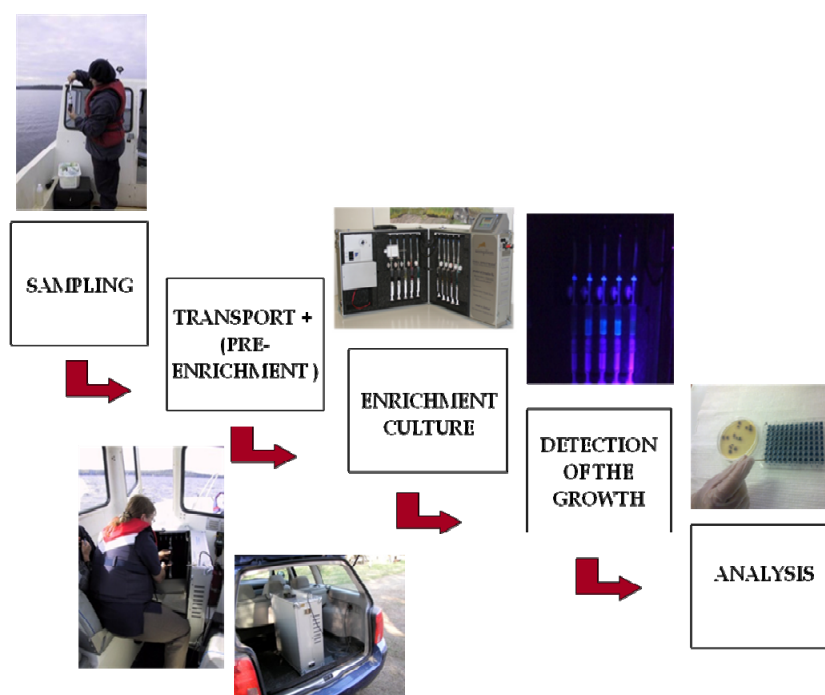 SAMPLING
TRANSPORT +
(PRE-
ENRICHMENT )
ENRICHMENT
CULTURE
DETECTION
OF THE
GROWTH
ANALYSIS